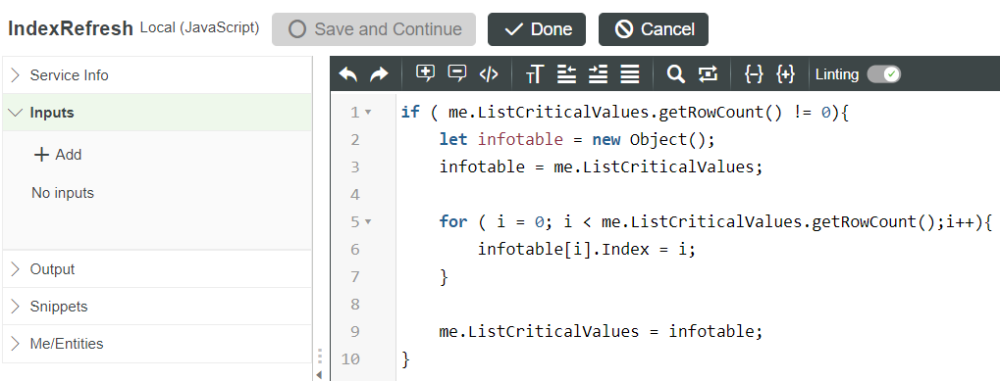 IndexRefresh Local (JavaScript) Save and Continue Done Cancel
Service Info
Inputs
Add
No inputs
Output
Snippets
Me/Entities
Linting
1 if ( me.ListCriticalValues.getRowCount() != 0){
2 let infotable = new Object();
3 infotable = me.ListCriticalValues;
4
5 for ( i = 0; i < me.ListCriticalValues.getRowCount();i++){
6 infotable[i].Index = i;
7 }
8
9 me.ListCriticalValues = infotable;
10 }